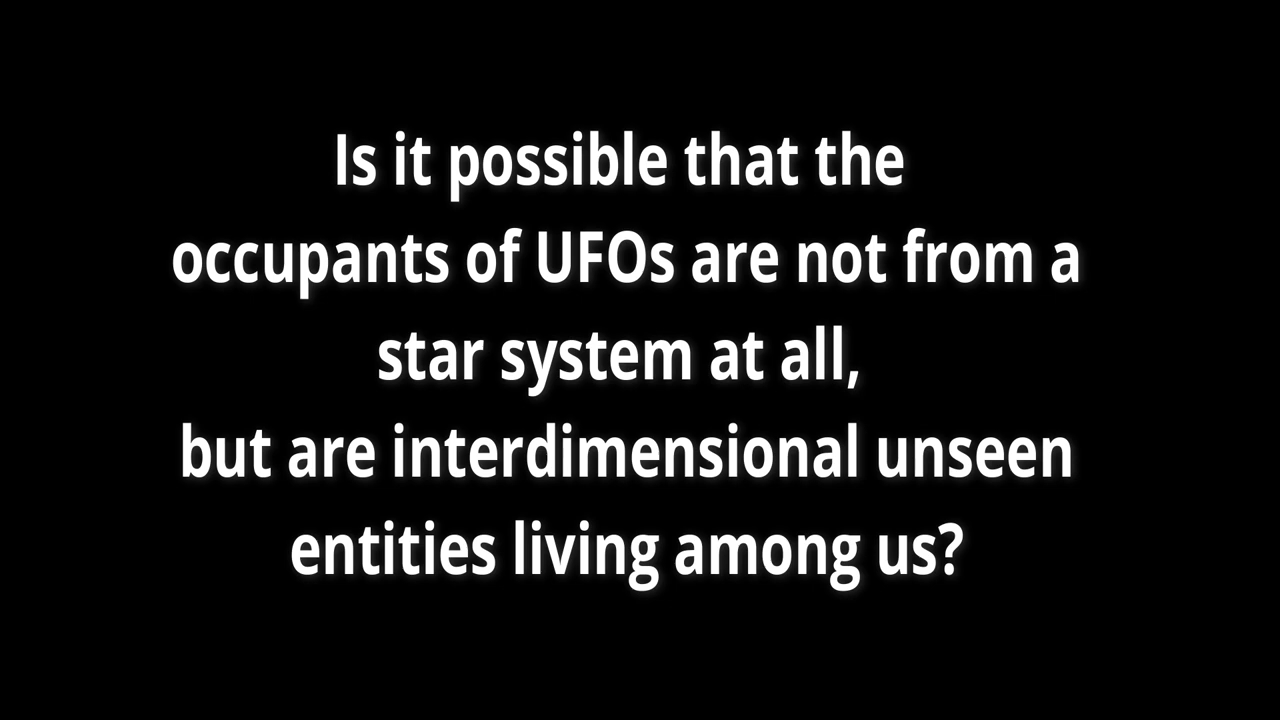 Is it possible that the
occupants of UFOs are not from a
star system at all,
but are interdimensional unseen
entities living among us?